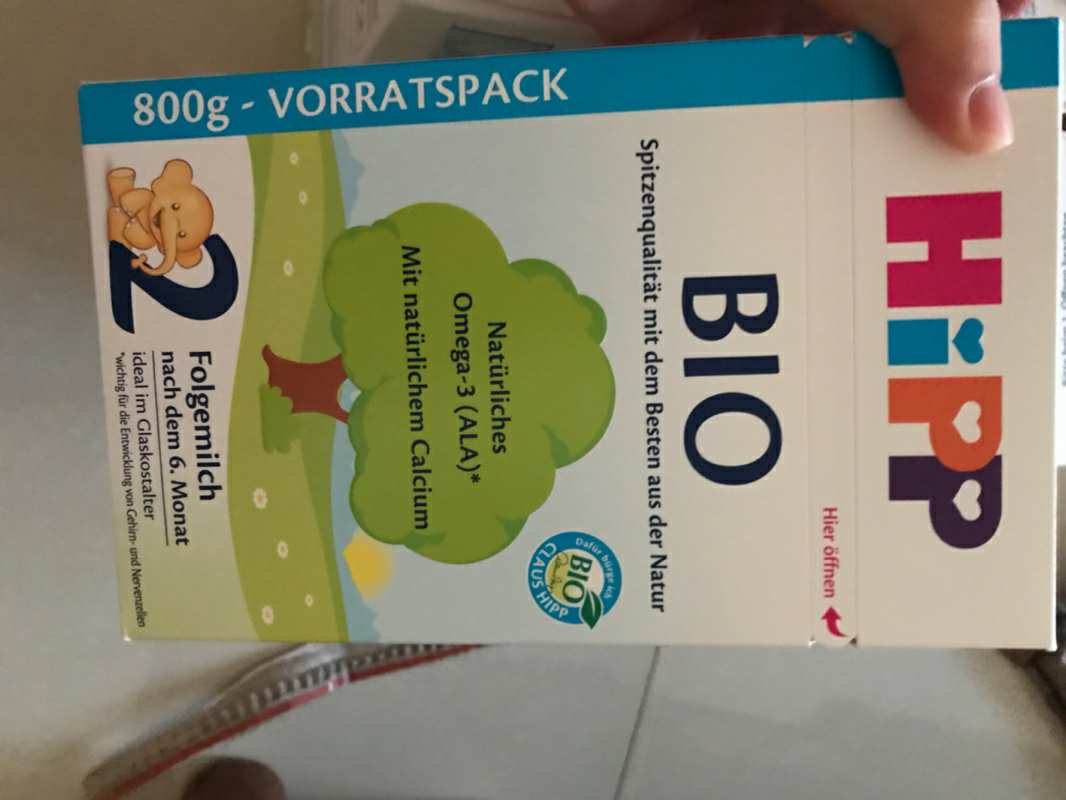 800g - VORRATSPACK
HiPP
Hier öffnen
BIO
Spitzenqualität mit dem Besten aus der Natur
Dafür bürge ich
BIO
CLAUS HIPP
Natürliches
Omega-3 (ALA)*
Mit natürlichem Calcium
2
Folgemilch
nach dem 6. Monat
ideal im Glaskostalter
*wichtig für die Entwicklung von Gehirn- und Nervenzellen